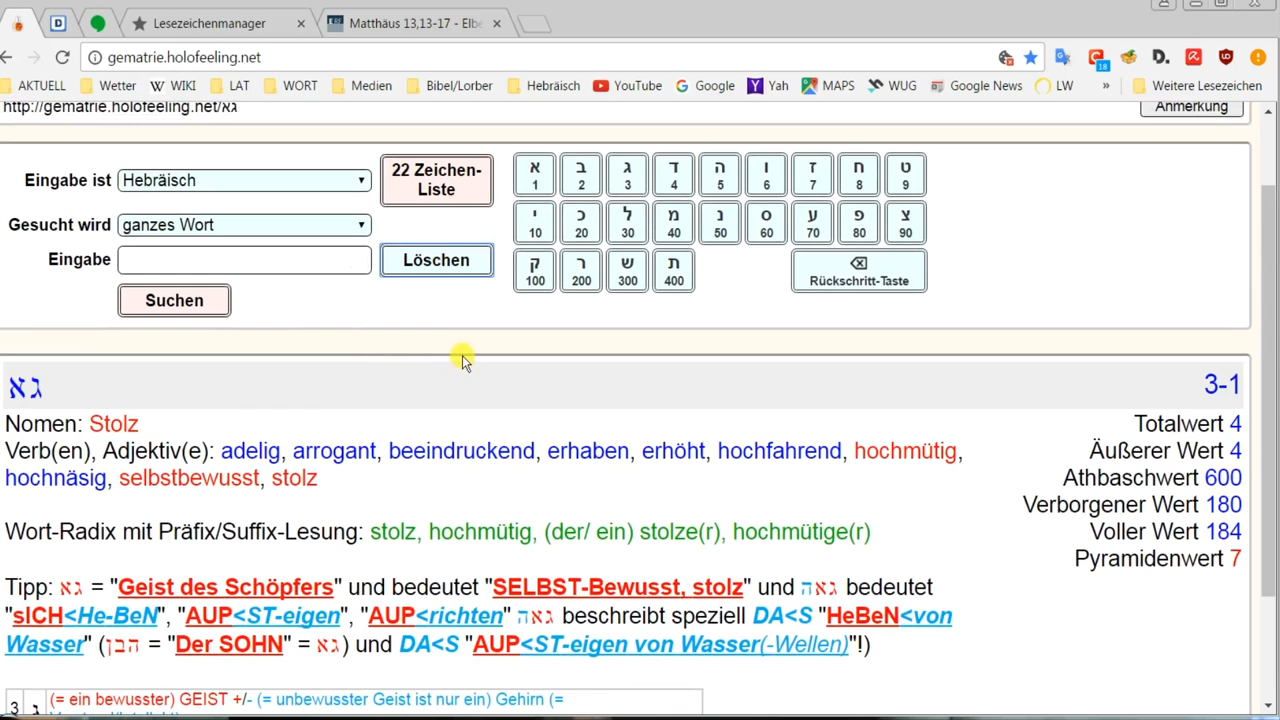 Lesezeichenmanager × Matthäus 13,13-17 - Elbe ×
gematrie.holofeeling.net
18
AKTUELL Wetter WIKI LAT WORT Medien Bibel/Lorber Hebräisch YouTube Google Yah MAPS WUG Google News LW » Weitere Lesezeichen
http://gematrie.holofeeling.net/גא Anmerkung
Eingabe ist Hebräisch
22 Zeichen-Liste
Gesucht wird ganzes Wort
Eingabe Löschen
Suchen
א ב ג ד ה ו ז ח ט
1 2 3 4 5 6 7 8 9
י כ ל מ נ ס ע פ צ
10 20 30 40 50 60 70 80 90
ק ר ש ת
100 200 300 400 Rückschritt-Taste
גא 3-1
Nomen: Stolz Totalwert 4
Verb(en), Adjektiv(e): adelig, arrogant, beeindruckend, erhaben, erhöht, hochfahrend, hochmütig, Äußerer Wert 4
hochnäsig, selbstbewusst, stolz Athbaschwert 600
Verborgener Wert 180
Wort-Radix mit Präfix/Suffix-Lesung: stolz, hochmütig, (der/ ein) stolze(r), hochmütige(r) Voller Wert 184
Pyramidenwert 7
Tipp: גא = "Geist des Schöpfers" und bedeutet "SELBST-Bewusst, stolz" und גאה bedeutet
"sICH<He-BeN", "AUP<ST-eigen", "AUP<richten" גאה beschreibt speziell DA<S "HeBeN<von
Wasser" (הבן = "Der SOHN" = גא) und DA<S "AUP<ST-eigen von Wasser(-Wellen)"!)
3 ג (= ein bewusster) GEIST +/- (= unbewusster Geist ist nur ein) Gehirn (=